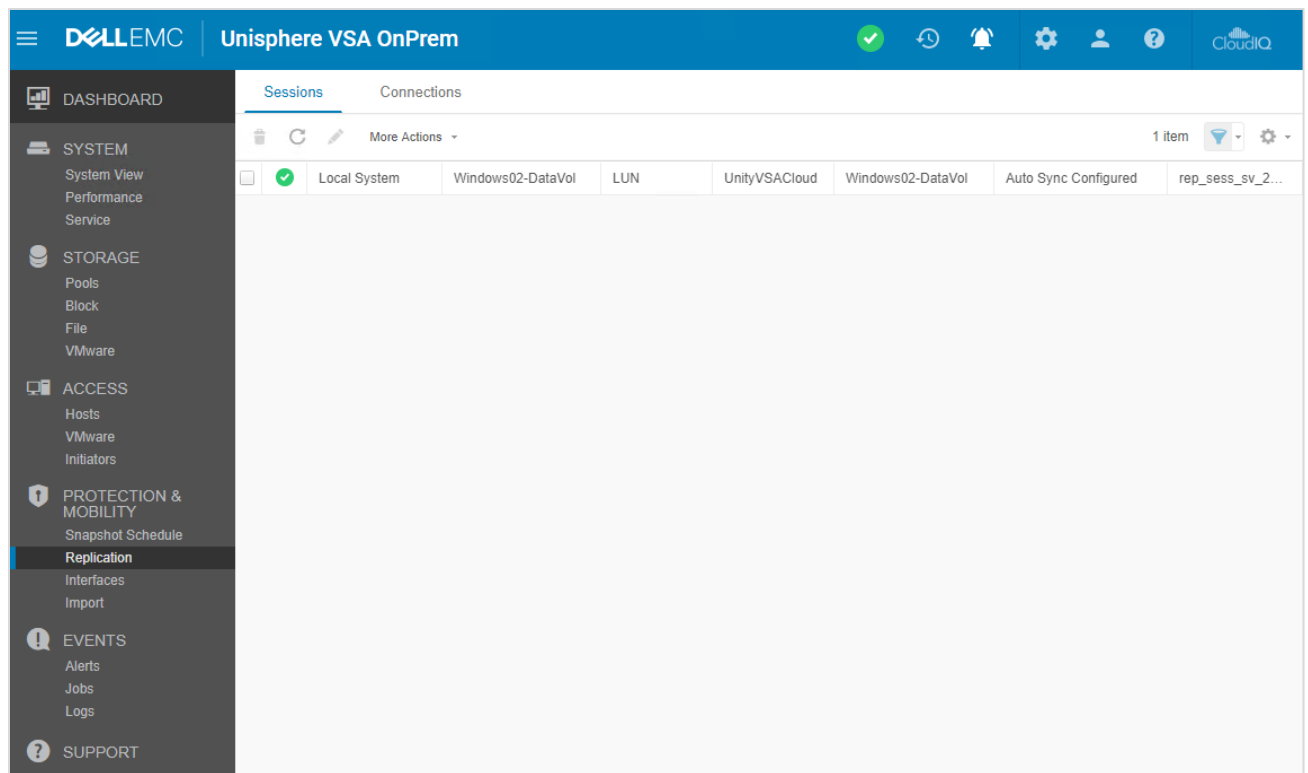 DELLEMC Unisphere VSA OnPrem CloudIQ
DASHBOARD
SYSTEM
System View
Performance
Service
STORAGE
Pools
Block
File
VMware
ACCESS
Hosts
VMware
Initiators
PROTECTION &
MOBILITY
Snapshot Schedule
Replication
Interfaces
Import
EVENTS
Alerts
Jobs
Logs
SUPPORT
Sessions Connections
More Actions 1 item
Local System Windows02-DataVol LUN UnityVSACloud Windows02-DataVol Auto Sync Configured rep_sess_sv_2...